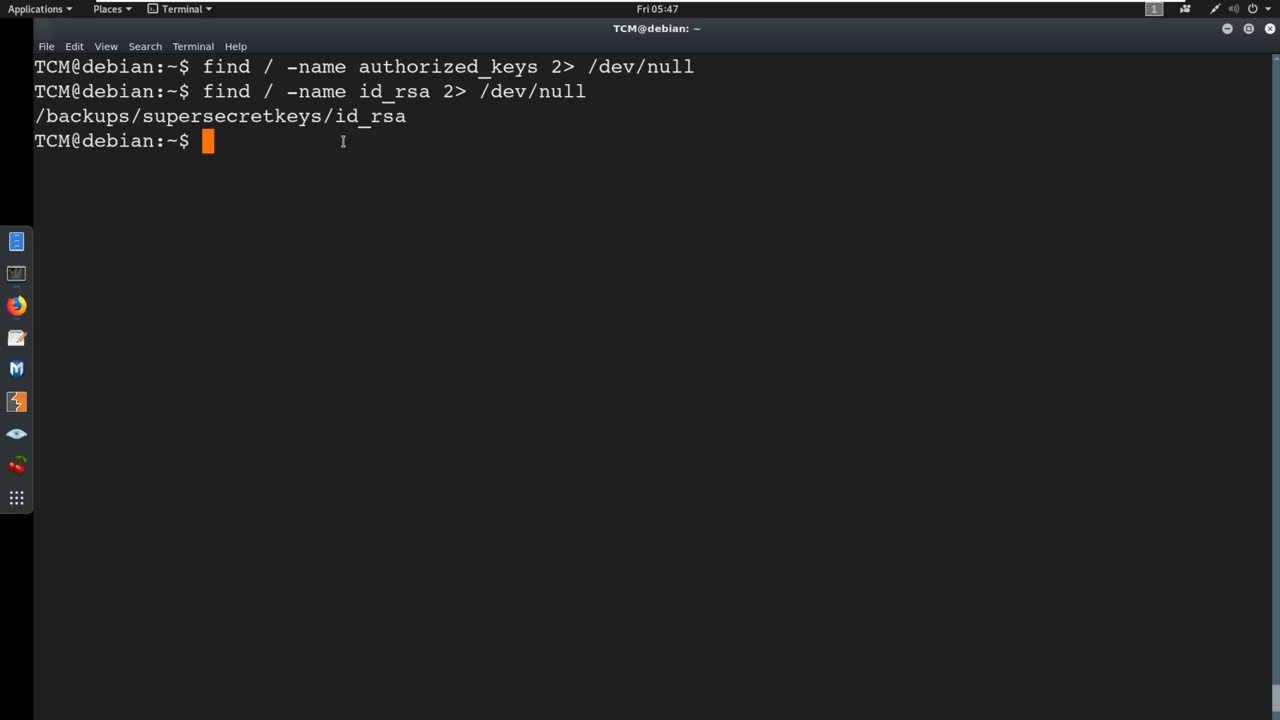 Applications Places Terminal Fri 05:47 1
TCM@debian: ~
File Edit View Search Terminal Help
TCM@debian:~$ find / -name authorized_keys 2> /dev/null
TCM@debian:~$ find / -name id_rsa 2> /dev/null
/backups/supersecretkeys/id_rsa
TCM@debian:~$